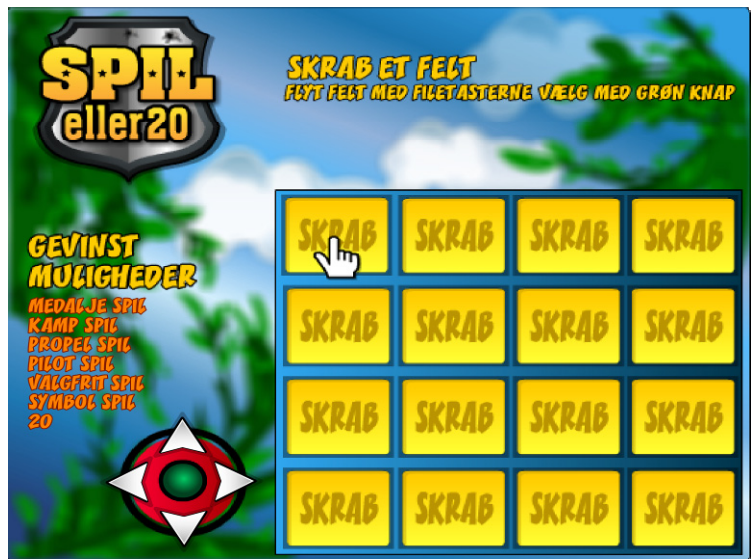 SPIL
eller20
SKRAB ET FELT
FLYT FELT MED FILETASTERNE VÆLG MED GRØN KNAP
GEVINST
MULIGHEDER
MEDALJE SPIL
KAMP SPIL
PROPEL SPIL
PILOT SPIL
VALGFRIT SPIL
SYMBOL SPIL
20
SKRAB SKRAB SKRAB SKRAB
SKRAB SKRAB SKRAB SKRAB
SKRAB SKRAB SKRAB SKRAB
SKRAB SKRAB SKRAB SKRAB